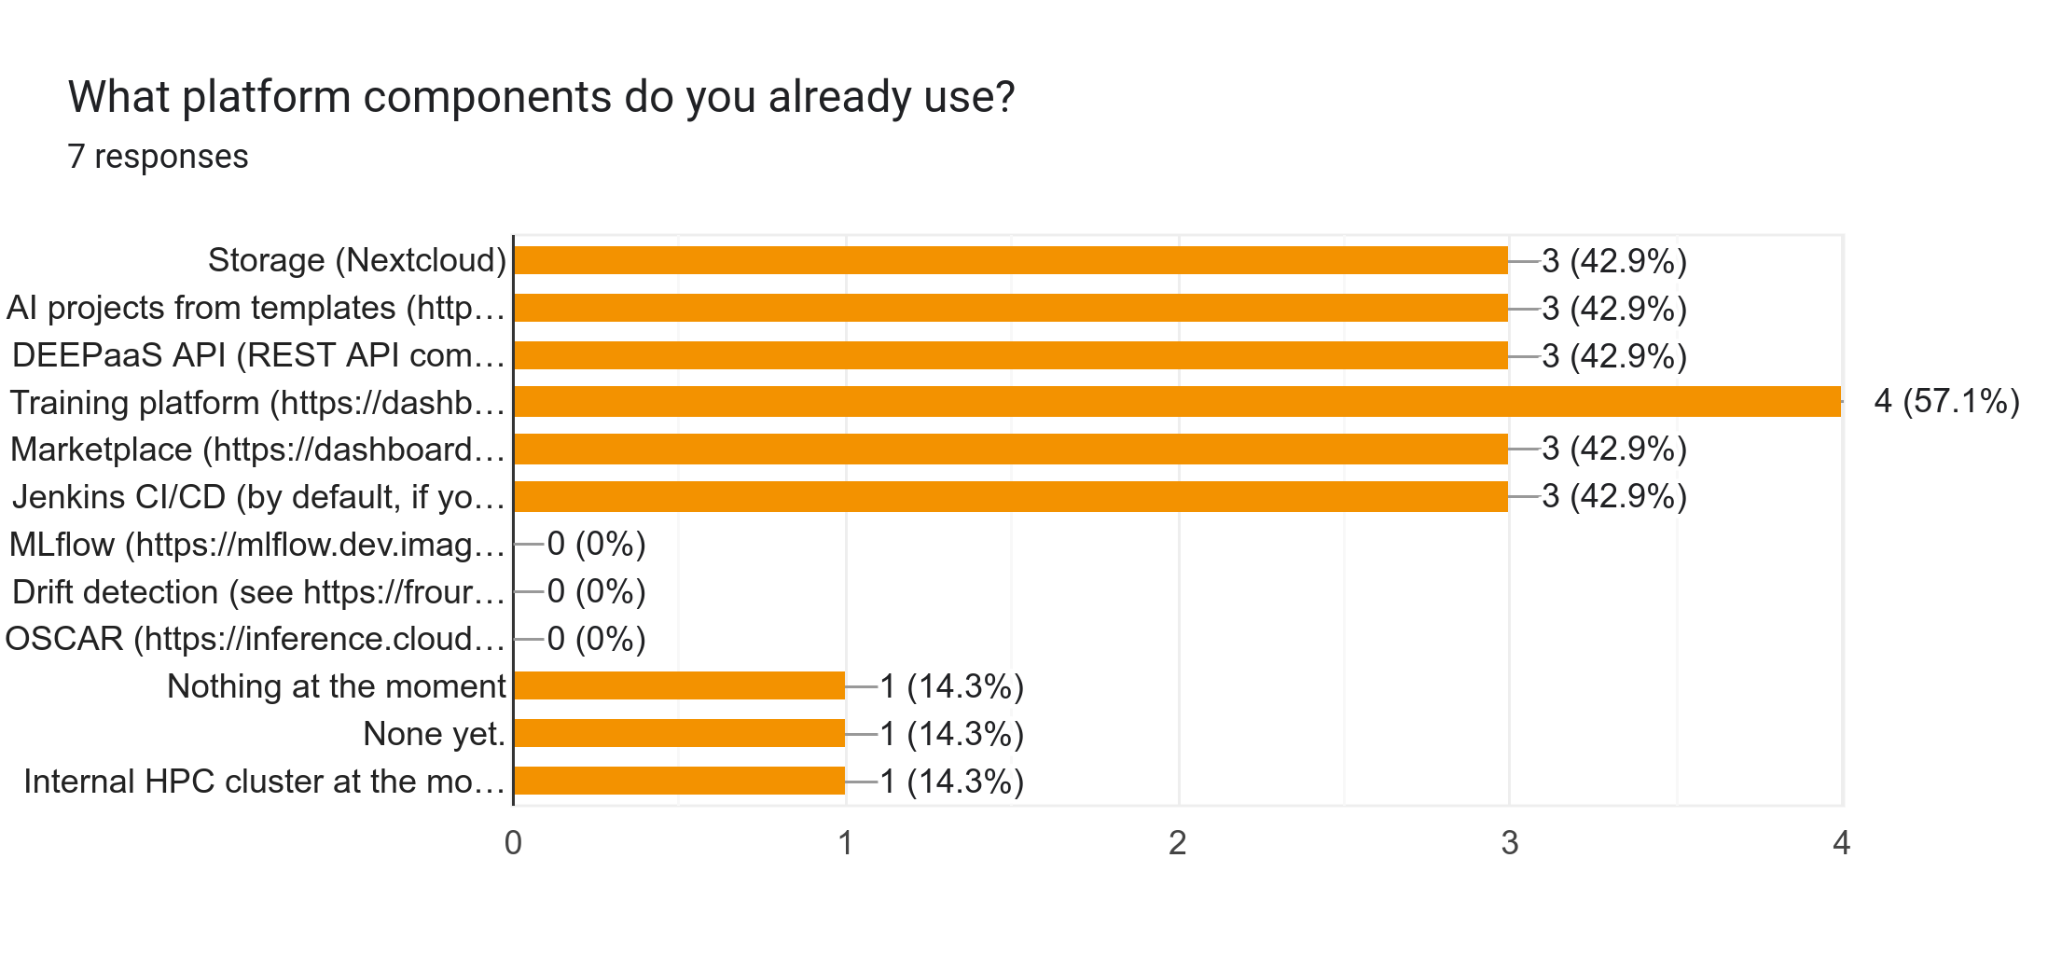 What platform components do you already use?
7 responses
Storage (Nextcloud) 3 (42.9%)
AI projects from templates (http… 3 (42.9%)
DEEPaaS API (REST API com… 3 (42.9%)
Training platform (https://dashb… 4 (57.1%)
Marketplace (https://dashboard… 3 (42.9%)
Jenkins CI/CD (by default, if yo… 3 (42.9%)
MLflow (https://mlflow.dev.imag… 0 (0%)
Drift detection (see https://frour… 0 (0%)
OSCAR (https://inference.cloud… 0 (0%)
Nothing at the moment 1 (14.3%)
None yet. 1 (14.3%)
Internal HPC cluster at the mo… 1 (14.3%)
0 1 2 3 4